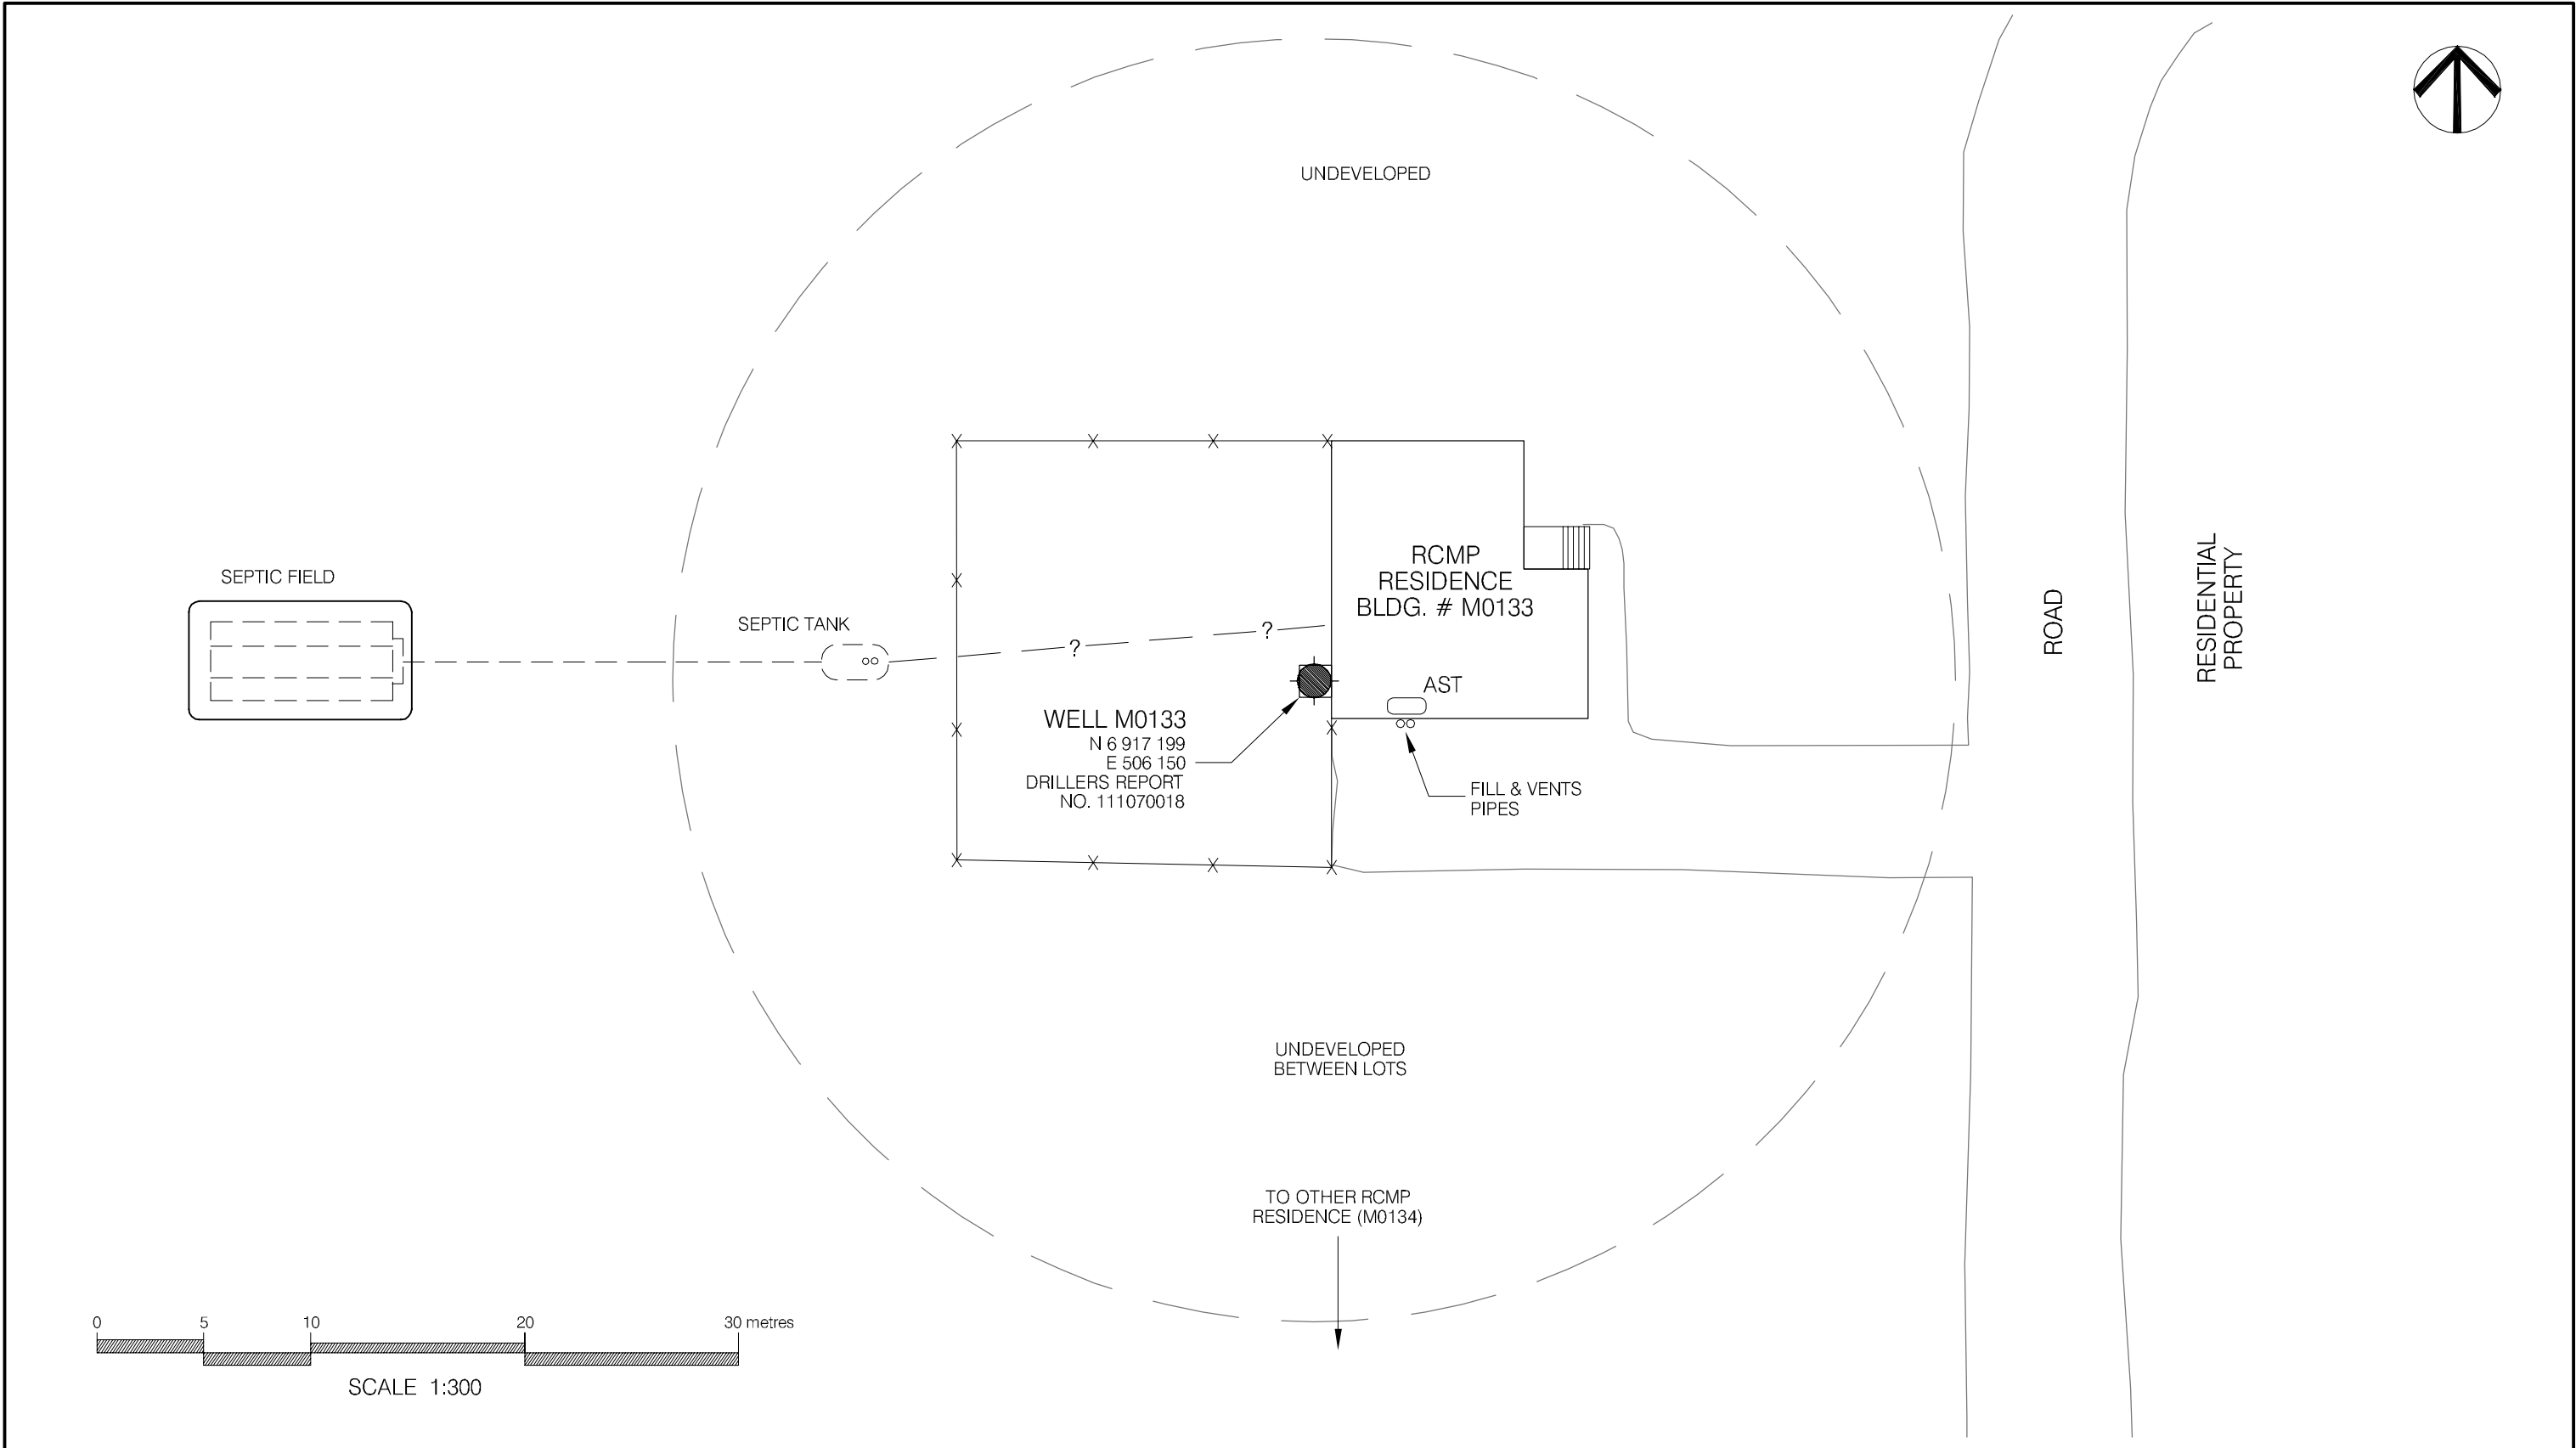 UNDEVELOPED
RCMP
RESIDENCE
BLDG. # M0133
SEPTIC FIELD
SEPTIC TANK
?
?
AST
WELL M0133
N 6 917 199
E 506 150
DRILLERS REPORT
NO. 111070018
FILL & VENTS
PIPES
ROAD
RESIDENTIAL
PROPERTY
UNDEVELOPED
BETWEEN LOTS
TO OTHER RCMP
RESIDENCE (M0134)
0 5 10 20 30 metres
SCALE 1:300